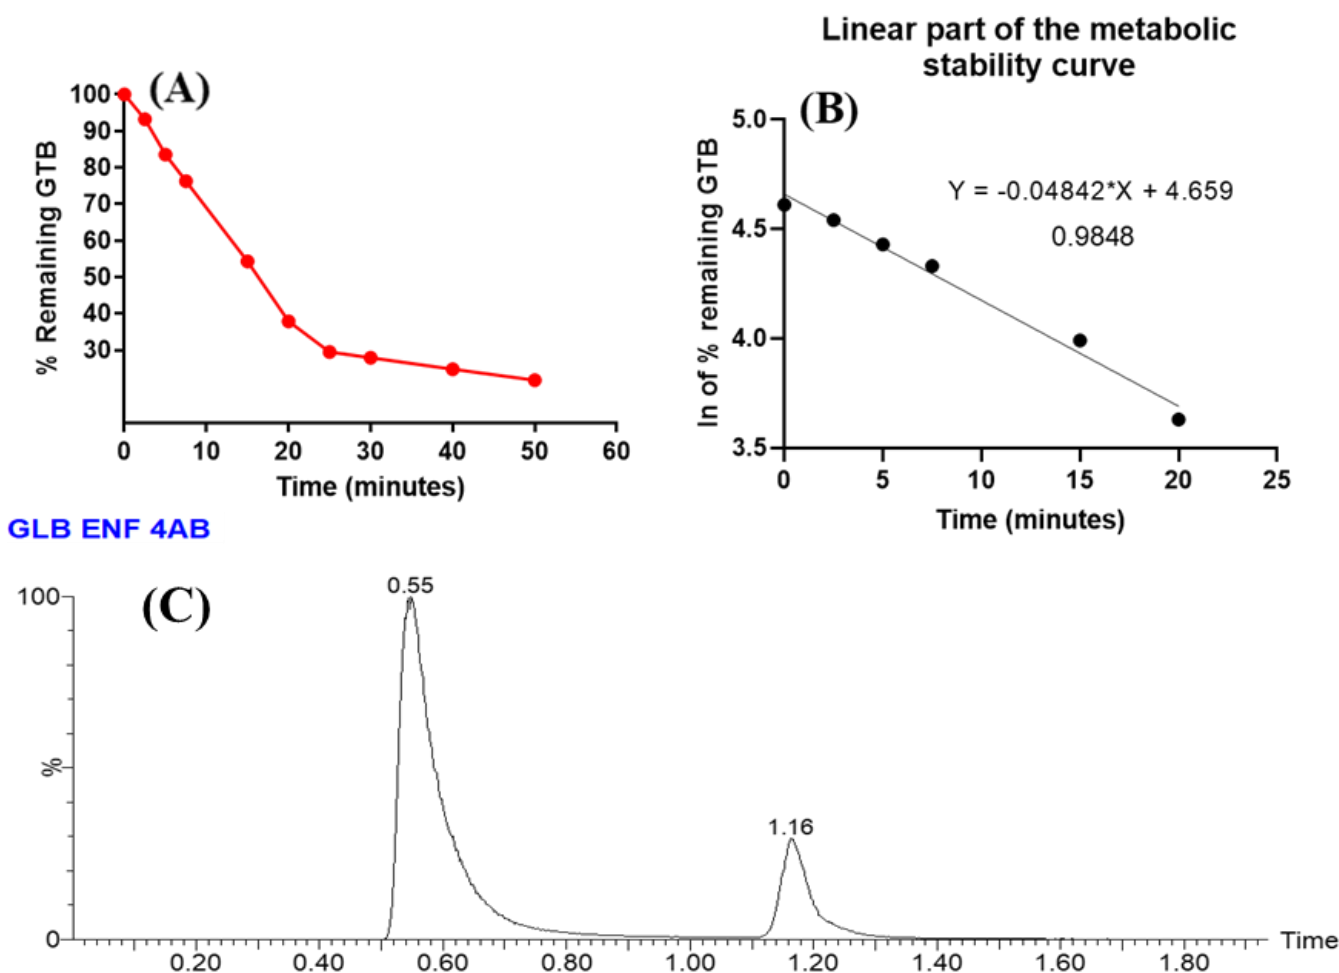 Linear part of the metabolic
stability curve
(A)
100
90
80
70
60
50
40
30
% Remaining GTB
0 10 20 30 40 50 60
Time (minutes)
(B)
5.0
4.5
4.0
3.5
ln of % remaining GTB
Y = -0.04842*X + 4.659
0.9848
0 5 10 15 20 25
Time (minutes)
GLB ENF 4AB
(C)
100
%
0
0.55
1.16
0.20 0.40 0.60 0.80 1.00 1.20 1.40 1.60 1.80
Time